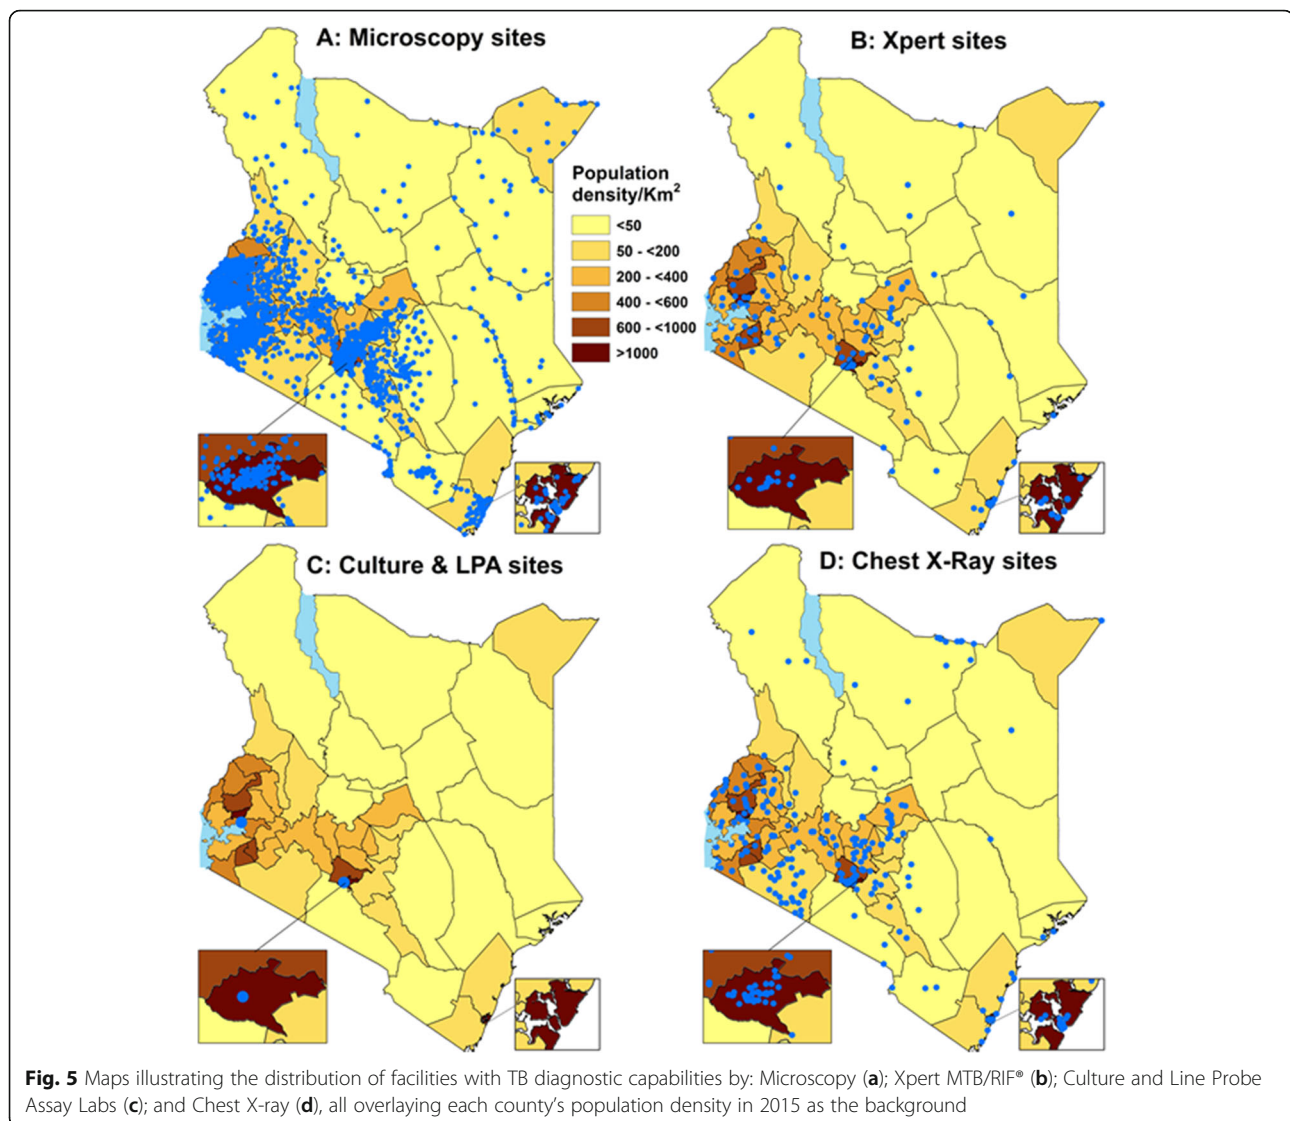 A: Microscopy sites
B: Xpert sites
Population
density/Km²
<50
50 - <200
200 - <400
400 - <600
600 - <1000
>1000
C: Culture & LPA sites
D: Chest X-Ray sites
Fig. 5 Maps illustrating the distribution of facilities with TB diagnostic capabilities by: Microscopy (a); Xpert MTB/RIF® (b); Culture and Line Probe
Assay Labs (c); and Chest X-ray (d), all overlaying each county's population density in 2015 as the background